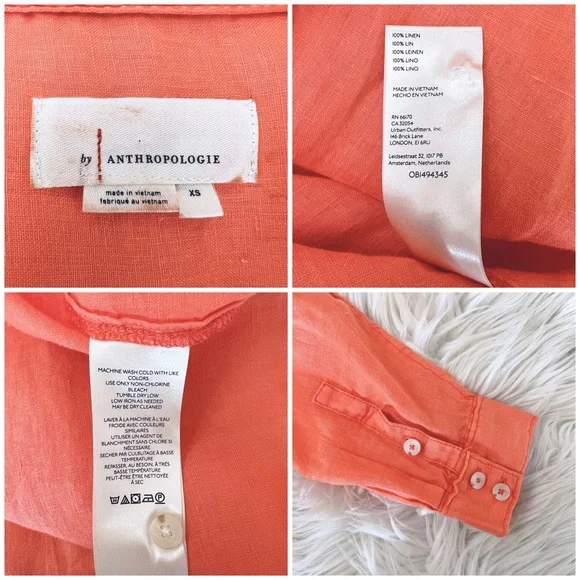 by ANTHROPOLOGIE
made in vietnam
fabriqué au vietnam
XS
100% LINEN
100% LIN
100% LEINEN
100% LINO
100% LINO
MADE IN VIETNAM
HECHO EN VIETNAM
RN 66170
CA 32054
Urban Outfitters, Inc.
146 Brick Lane
LONDON, E1 6RU
Leidsestraat 32, 1017 PB
Amsterdam, Netherlands
OB1494345
MACHINE WASH COLD WITH LIKE
COLORS
USE ONLY NON-CHLORINE
BLEACH
TUMBLE DRY LOW
LOW IRON AS NEEDED
MAY BE DRY CLEANED
LAVER À LA MACHINE À L'EAU
FROIDE AVEC COULEURS
SIMILAIRES
UTILISER UN AGENT DE
BLANCHIMENT SANS CHLORE SI
NÉCESSAIRE
SECHER PAR CULBUTAGE À BASSE
TEMPERATURE
REPASSER, AU BESOIN, À TRÈS
BASSE TEMPÉRATURE
PEUT-ÊTRE ÊTRE NETTOYÉE
À SEC